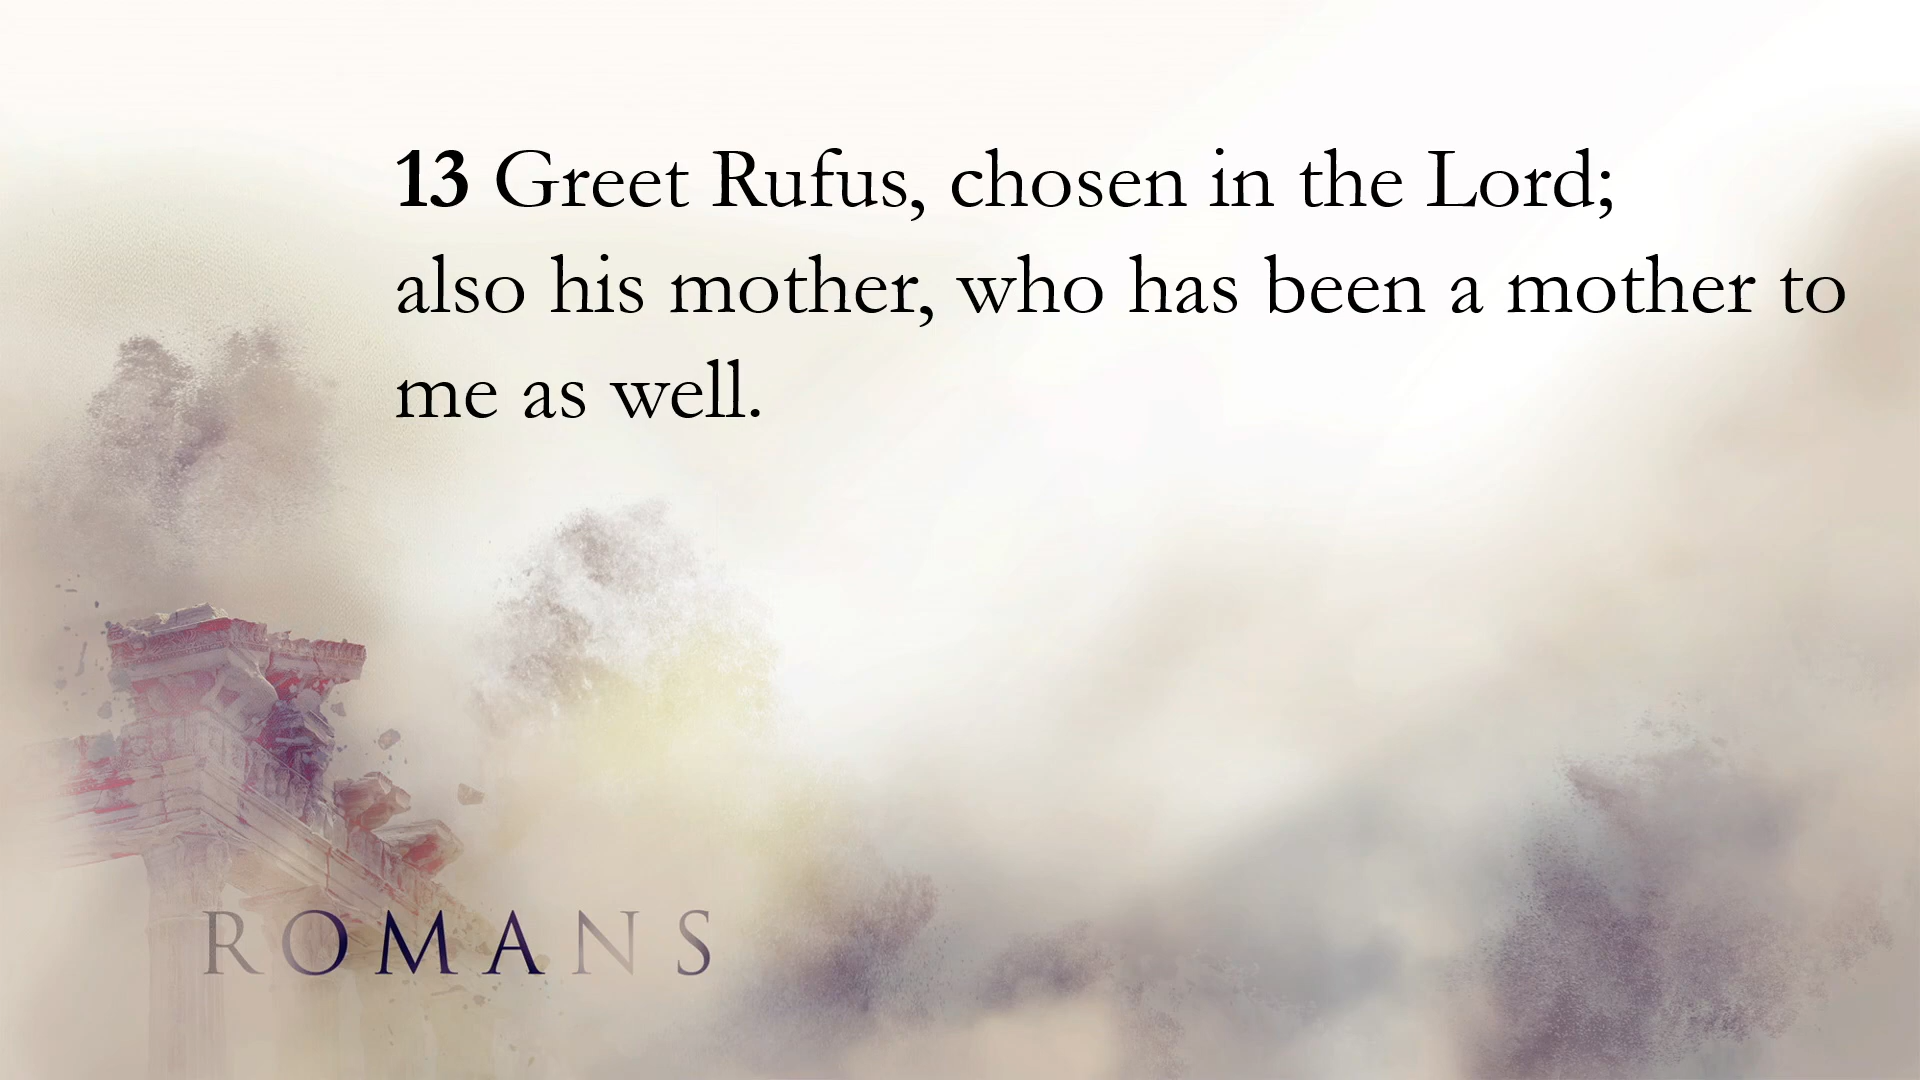 13 Greet Rufus, chosen in the Lord;
also his mother, who has been a mother to
me as well.
ROMANS